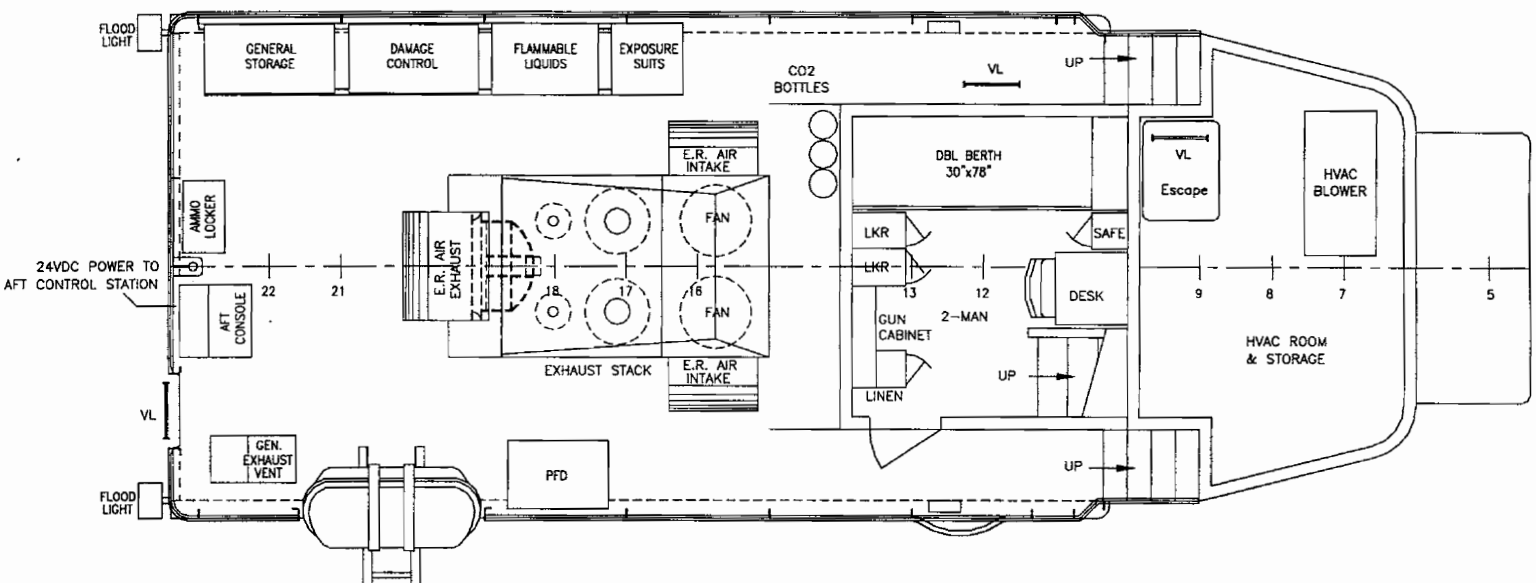 FLOOD
LIGHT
GENERAL
STORAGE
DAMAGE
CONTROL
FLAMMABLE
LIQUIDS
EXPOSURE
SUITS
CO2
BOTTLES
VL
UP
E.R. AIR
INTAKE
DBL BERTH
30"x78"
VL
Escape
HVAC
BLOWER
AMMO
LOCKER
E.R. AIR
EXHAUST
FAN
LKR
SAFE
24VDC POWER TO
AFT CONTROL STATION
22
21
18
17
16
LKR
13
12
DESK
9
8
7
5
AFT
CONSOLE
FAN
GUN
CABINET
2-MAN
HVAC ROOM
& STORAGE
EXHAUST STACK
E.R. AIR
INTAKE
UP
LINEN
VL
GEN.
EXHAUST
VENT
PFD
UP
FLOOD
LIGHT